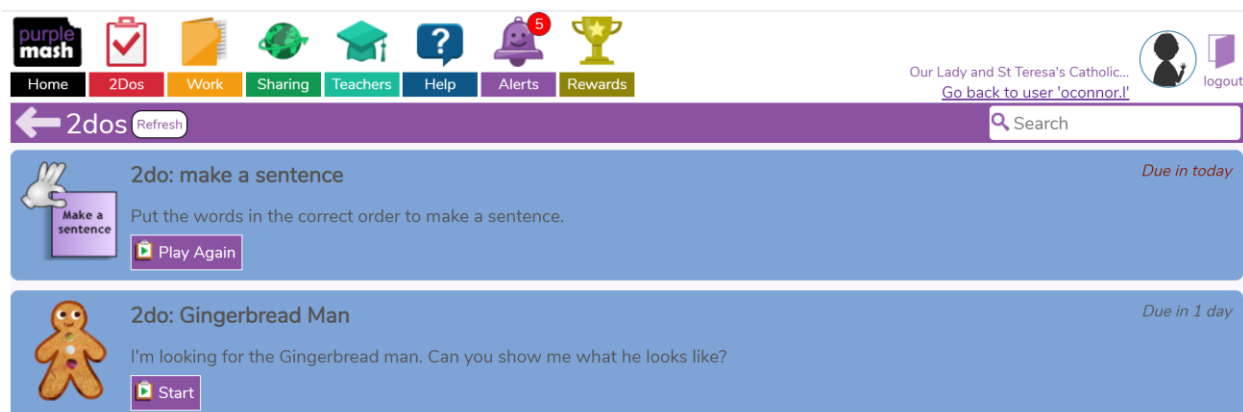 purple
mash
5
Home 2Dos Work Sharing Teachers Help Alerts Rewards
Our Lady and St Teresa's Catholic...
Go back to user 'oconnor.l'
logout
2dos Refresh
Search
2do: make a sentence
Due in today
Make a
sentence
Put the words in the correct order to make a sentence.
Play Again
2do: Gingerbread Man
Due in 1 day
I'm looking for the Gingerbread man. Can you show me what he looks like?
Start